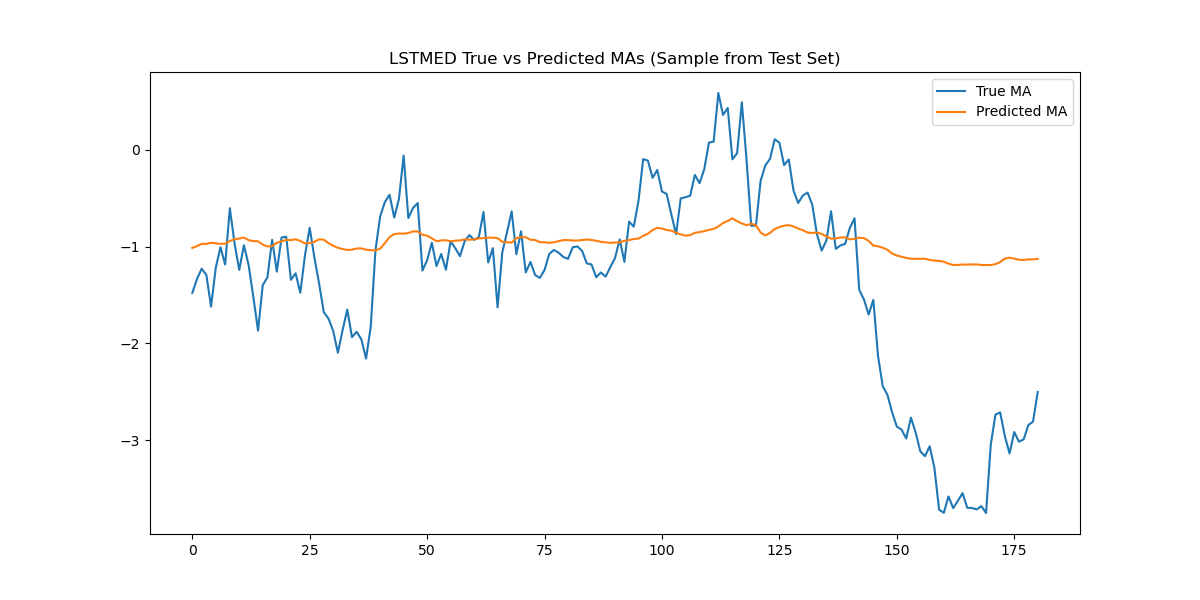 LSTMED True vs Predicted MAs (Sample from Test Set)
True MA
Predicted MA
0
−1
−2
−3
0 25 50 75 100 125 150 175